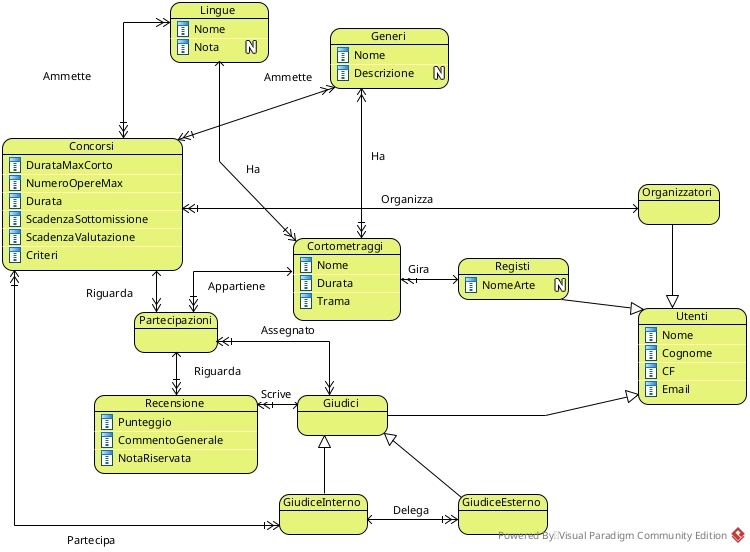 Lingue
Nome
Nota N
Generi
Nome
Descrizione N
Ammette
Ammette
Concorsi
DurataMaxCorto
NumeroOpereMax
Durata
ScadenzaSottomissione
ScadenzaValutazione
Criteri
Ha
Ha
Organizza
Organizzatori
Cortometraggi
Nome
Durata
Trama
Gira
Registi
NomeArte N
Riguarda
Appartiene
Partecipazioni
Assegnato
Utenti
Nome
Cognome
CF
Email
Riguarda
Recensione
Punteggio
CommentoGenerale
NotaRiservata
Scrive
Giudici
GiudiceInterno
Delega
GiudiceEsterno
Partecipa
Powered By Visual Paradigm Community Edition